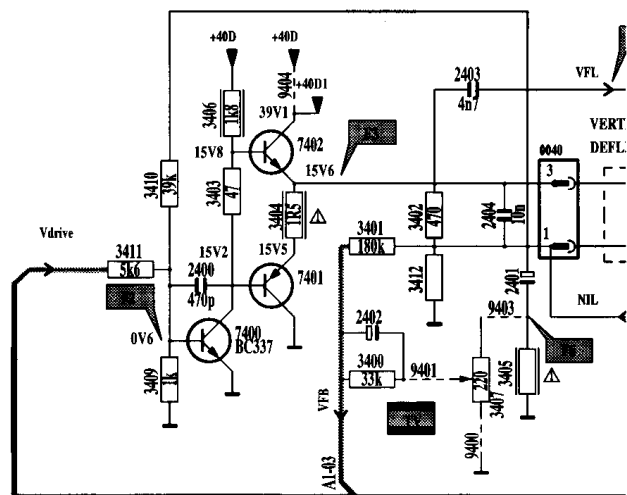 +40D
+40D
9404
+40D1
39V1
3406
1k8
7402
15V8
15V6
3410
39k
3403
47
3404
1R5
15V5
15V2
2400
470p
7401
Vdrive
3411
5k6
0V6
7400
BC337
3409
1k
2403
4n7
VFL
VERT
DEFL
0040
3
1
3402
470
2404
10n
3401
180k
3412
2401
2402
9403
NIL
3400
33k
9401
220
3407
3405
VFB
9400
A1-03